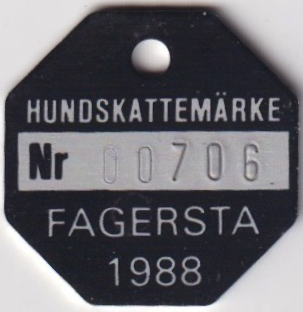 HUNDSKATTEMÄRKE
Nr 00706
FAGERSTA
1988